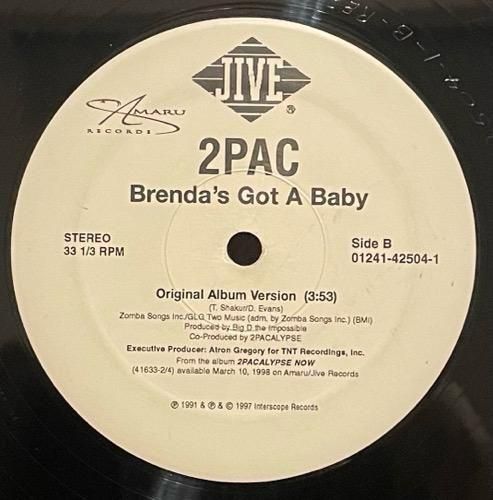 JIVE
®
AMARU
RECORDS
2PAC
Brenda's Got A Baby
STEREO
33 1/3 RPM
Side B
01241-42504-1
Original Album Version (3:53)
(T. Shakur/D. Evans)
Zomba Songs Inc./GLG Two Music (adm. by Zomba Songs Inc.) (BMI)
Produced by Big D the Impossible
Co-Produced by 2PACALYPSE
Executive Producer: Atron Gregory for TNT Recordings, Inc.
From the album 2PACALYPSE NOW
(41633-2/4) available March 10, 1998 on Amaru/Jive Records
℗ 1991 & ℗ & © 1997 Interscope Records